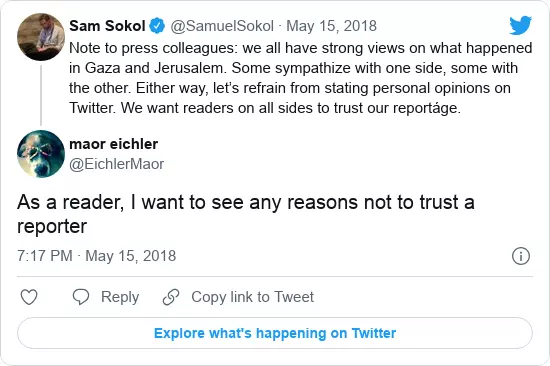 Sam Sokol @SamuelSokol · May 15, 2018
Note to press colleagues: we all have strong views on what happened
in Gaza and Jerusalem. Some sympathize with one side, some with
the other. Either way, let’s refrain from stating personal opinions on
Twitter. We want readers on all sides to trust our reportáge.
maor eichler
@EichlerMaor
As a reader, I want to see any reasons not to trust a
reporter
7:17 PM · May 15, 2018
Reply
Copy link to Tweet
Explore what's happening on Twitter